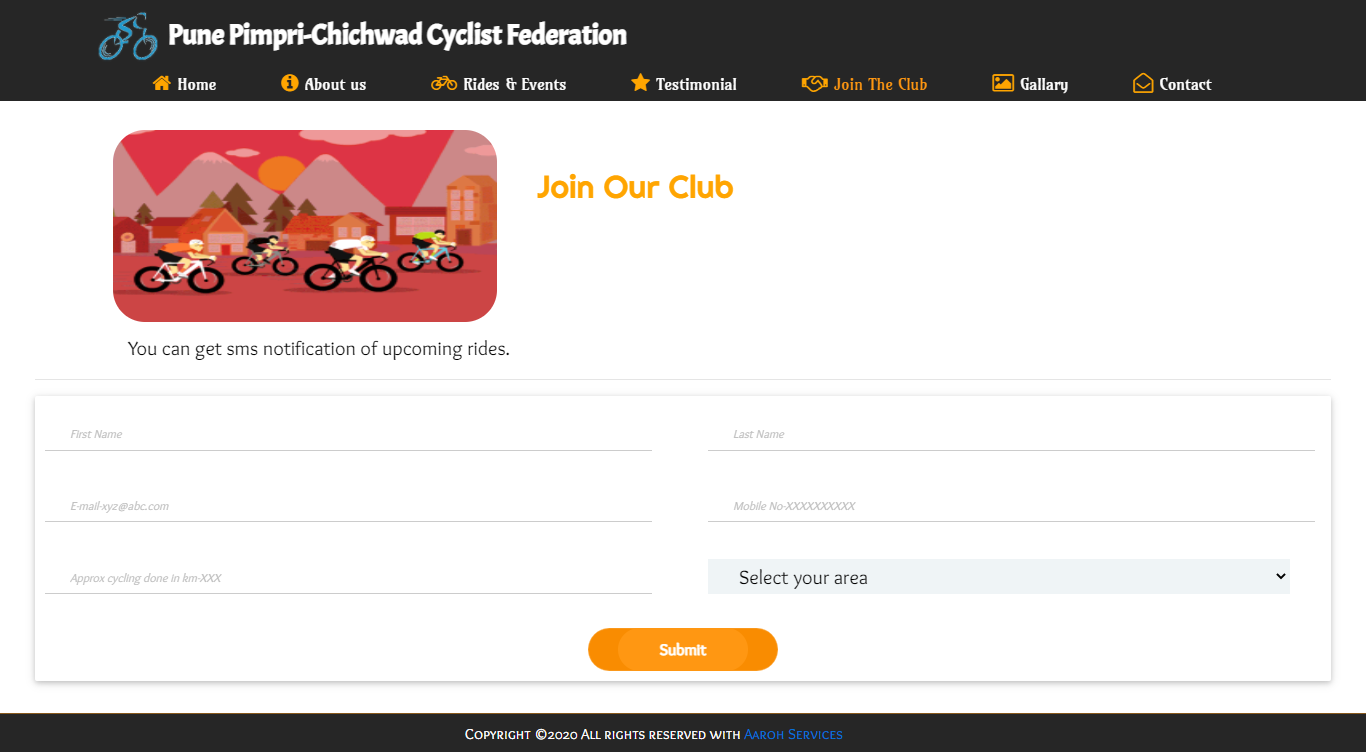 Pune Pimpri-Chichwad Cyclist Federation
Home About us Rides & Events Testimonial Join The Club Gallary Contact
Join Our Club
You can get sms notification of upcoming rides.
First Name Last Name
E-mail-xyz@abc.com Mobile No-XXXXXXXXXX
Approx cycling done in km-XXX Select your area
Submit
Copyright ©2020 All rights reserved with Aaroh Services